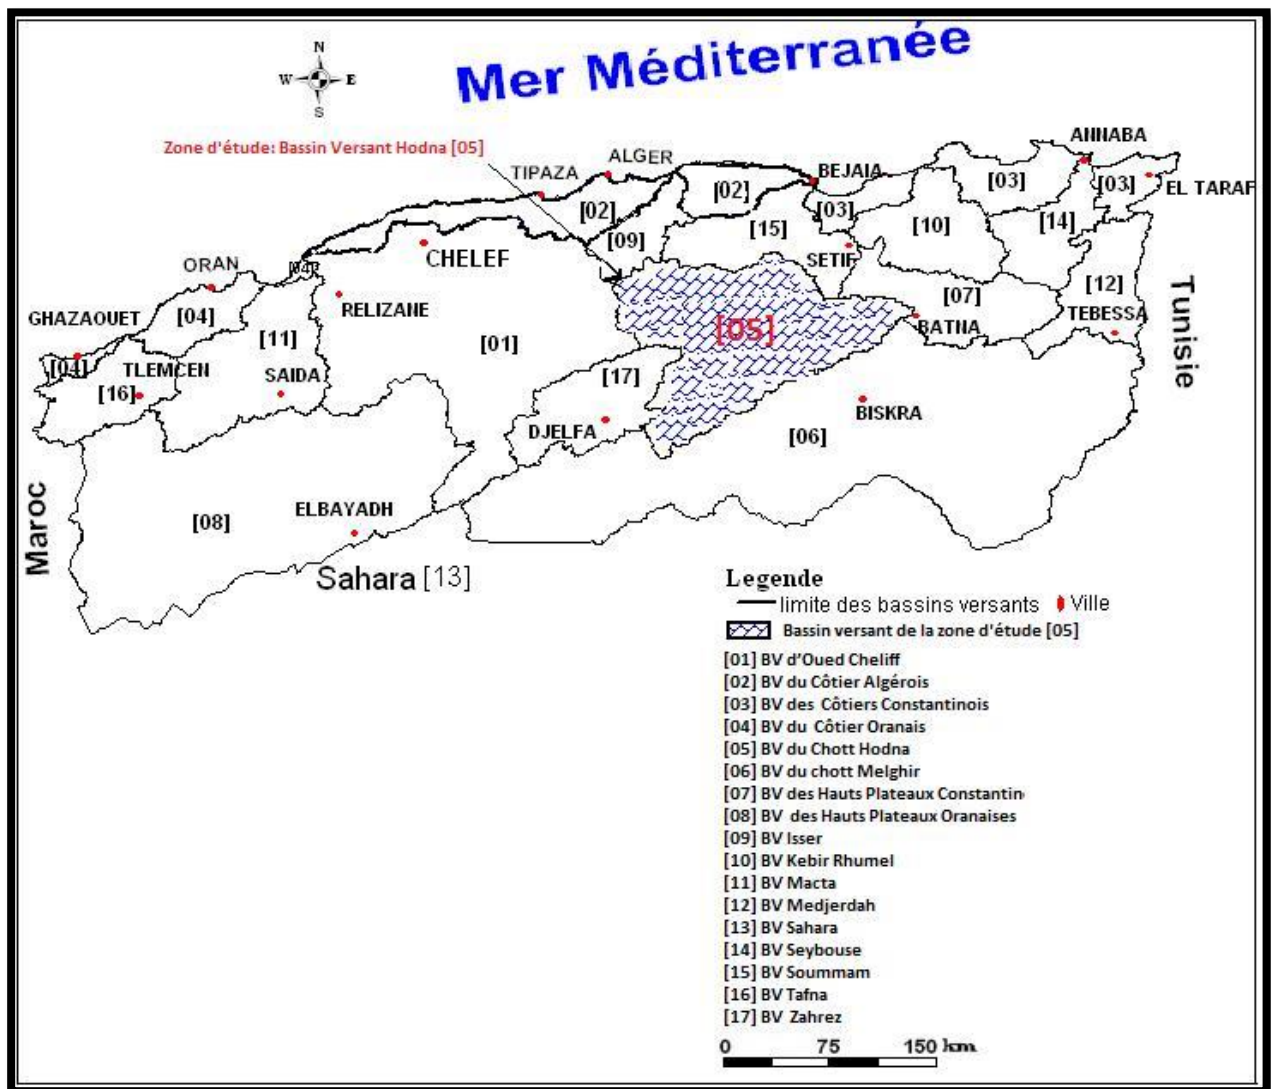 N
W E
S
Mer Méditerranée
Zone d'étude: Bassin Versant Hodna [05]
TIPAZA
ALGER
BEJAIA
ANNABA
EL TARAF
[02]
[02]
[03]
[03]
[03]
[09]
[15]
[10]
[14]
SETIF
[12]
ORAN
[04]
CHELEF
RELIZANE
GHAZAOUET
[04]
[11]
[01]
[05]
[07]
BATNA
TEBESSA
Tunisie
[04]
TLEMCEN
[16]
SAIDA
[17]
DJELFA
BISKRA
[06]
Maroc
[08]
ELBAYADH
Sahara [13]
Legende
limite des bassins versants Ville
Bassin versant de la zone d'étude [05]
[01] BV d'Oued Cheliff
[02] BV du Côtier Algérois
[03] BV des Côtiers Constantinois
[04] BV du Côtier Oranais
[05] BV du Chott Hodna
[06] BV du chott Melghir
[07] BV des Hauts Plateaux Constantin
[08] BV des Hauts Plateaux Oranaises
[09] BV Isser
[10] BV Kebir Rhumel
[11] BV Macta
[12] BV Medjerdah
[13] BV Sahara
[14] BV Seybouse
[15] BV Soummam
[16] BV Tafna
[17] BV Zahrez
0 75 150 km